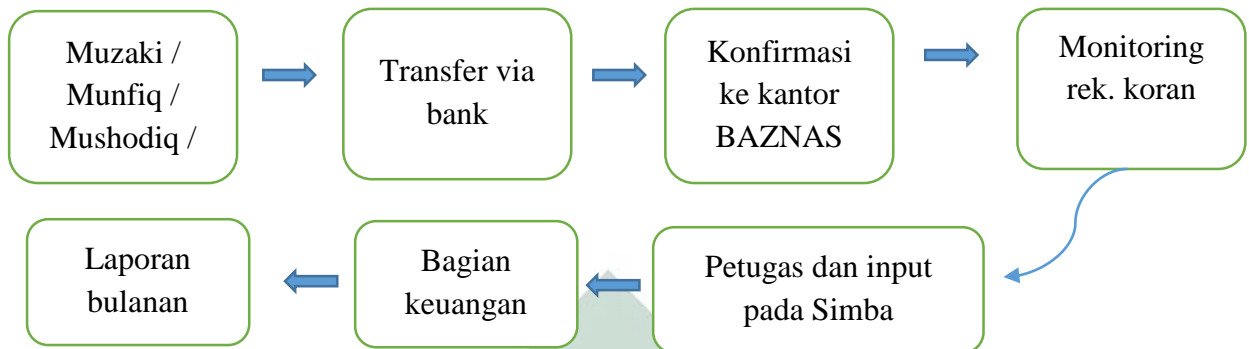 Muzaki /
Munfiq /
Mushodiq /
Transfer via
bank
Konfirmasi
ke kantor
BAZNAS
Monitoring
rek. koran
Petugas dan input
pada Simba
Bagian
keuangan
Laporan
bulanan